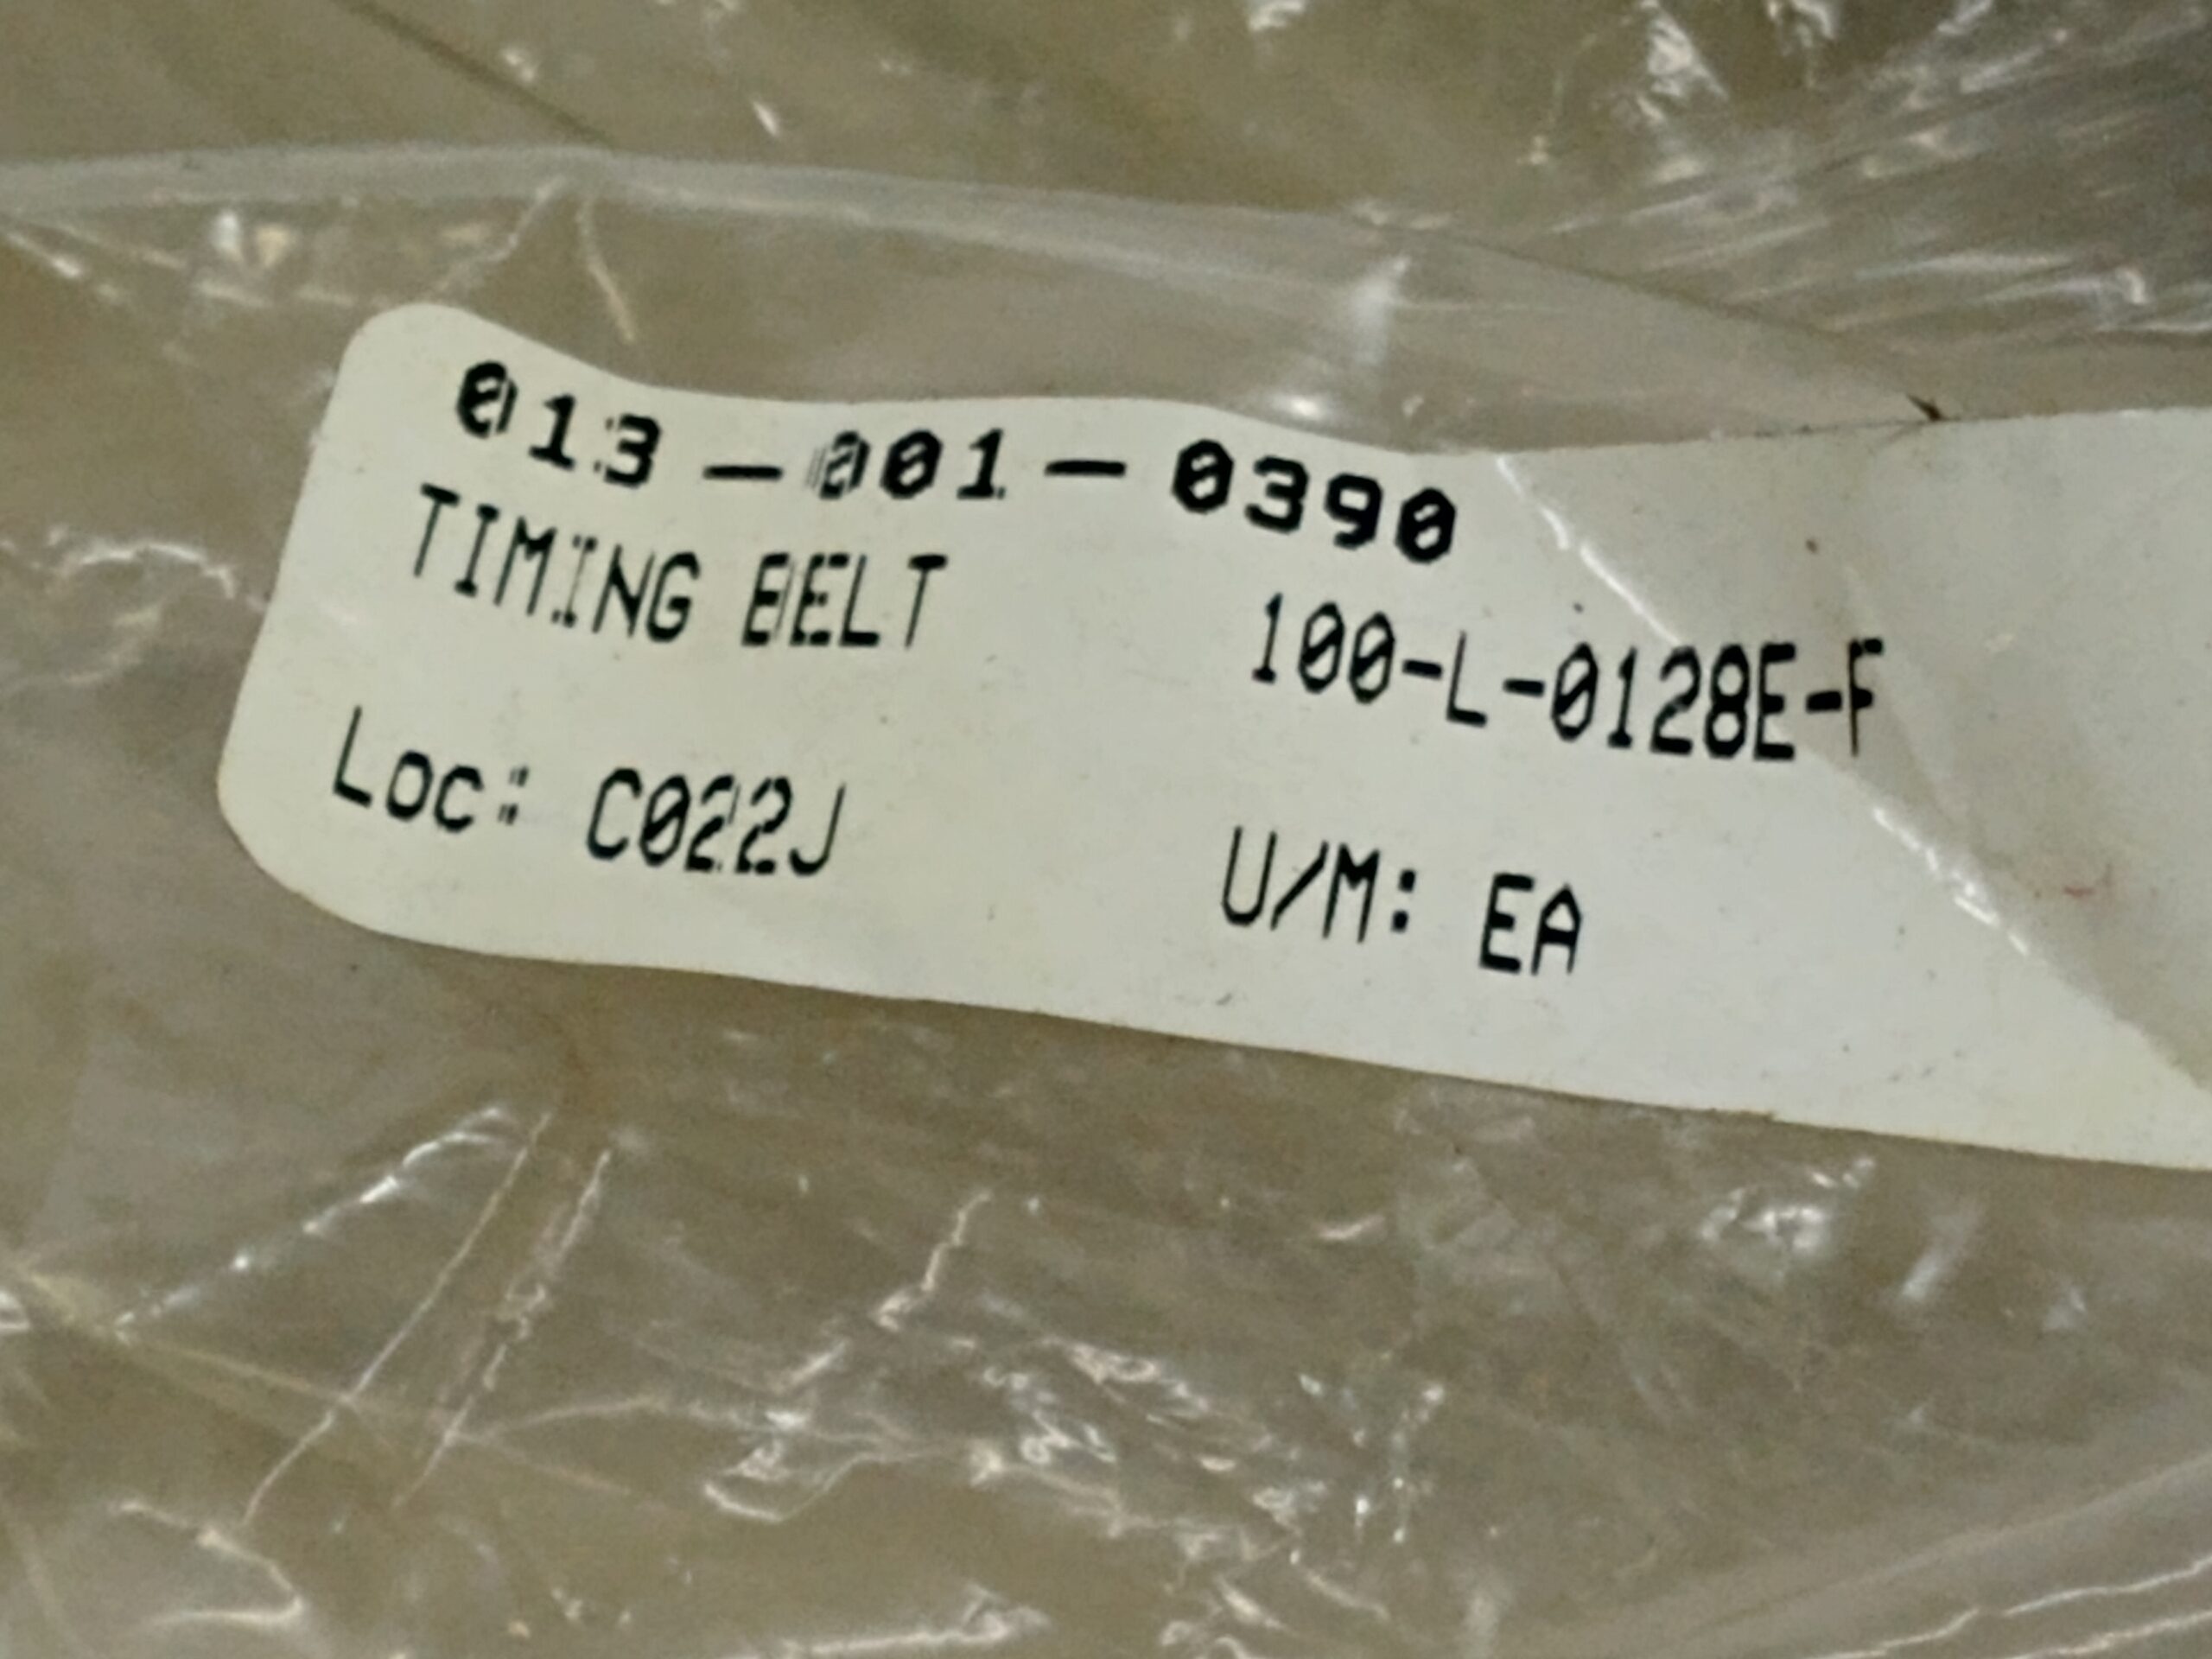 013-001-0390
TIMING BELT 100-L-0128E-F
Loc: C022J U/M: EA